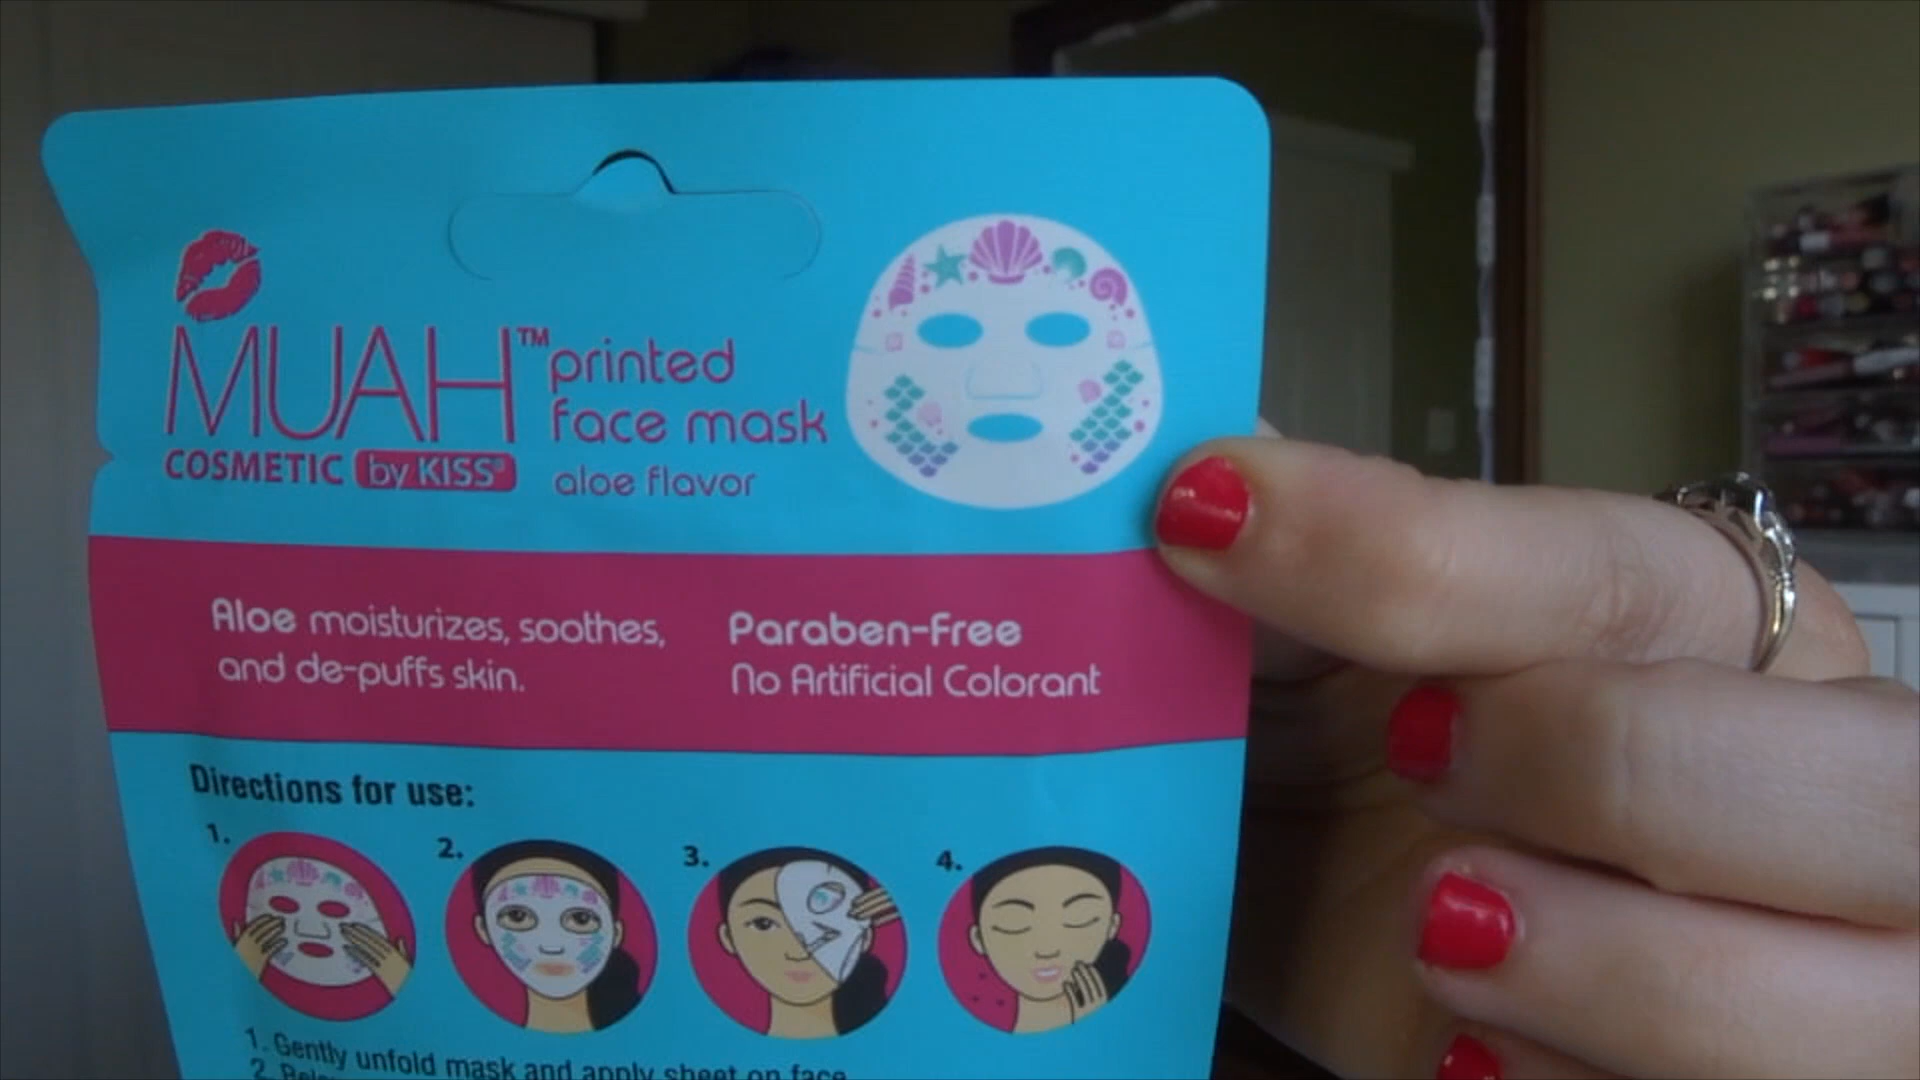 MUAH™
COSMETIC by KISS®
printed
face mask
aloe flavor
Aloe moisturizes, soothes,
and de-puffs skin.
Paraben-Free
No Artificial Colorant
Directions for use:
1.
2.
3.
4.
1. Gently unfold mask and apply sheet on face
2.